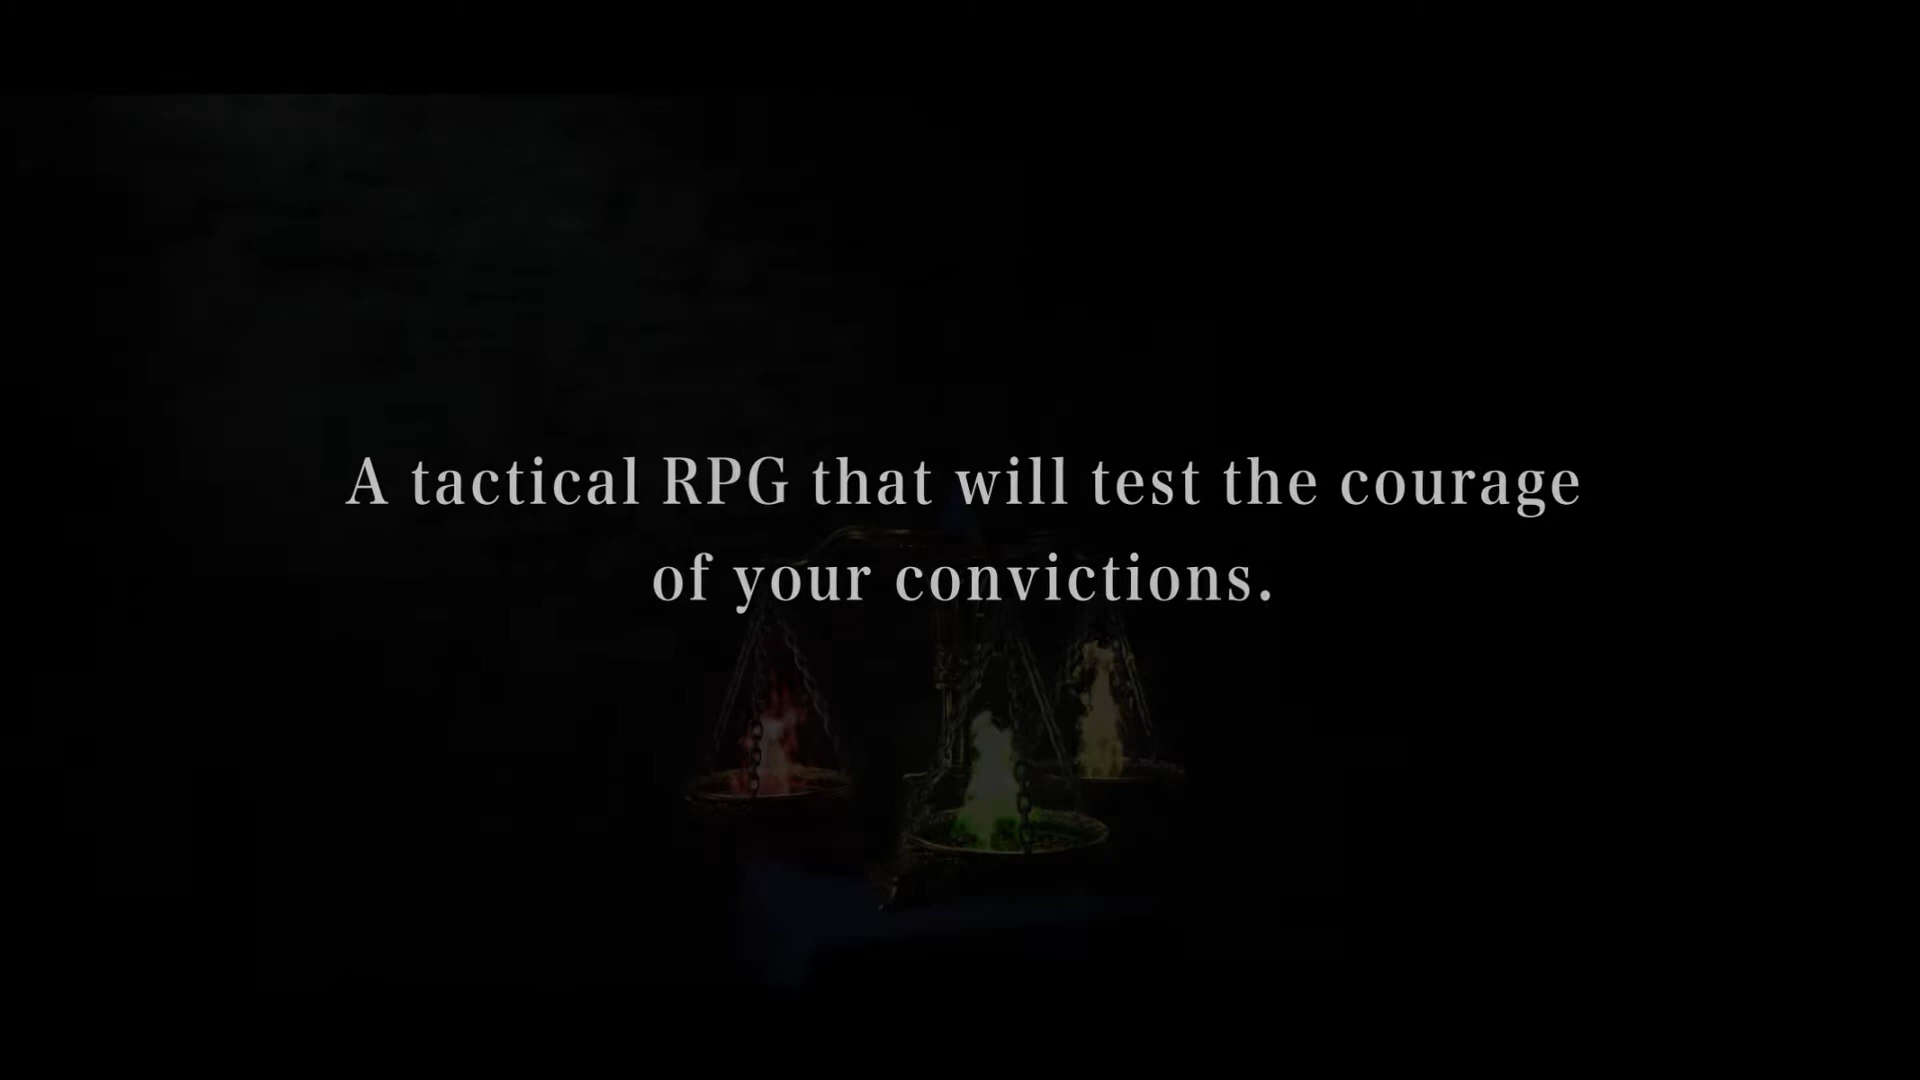 A tactical RPG that will test the courage
of your convictions.